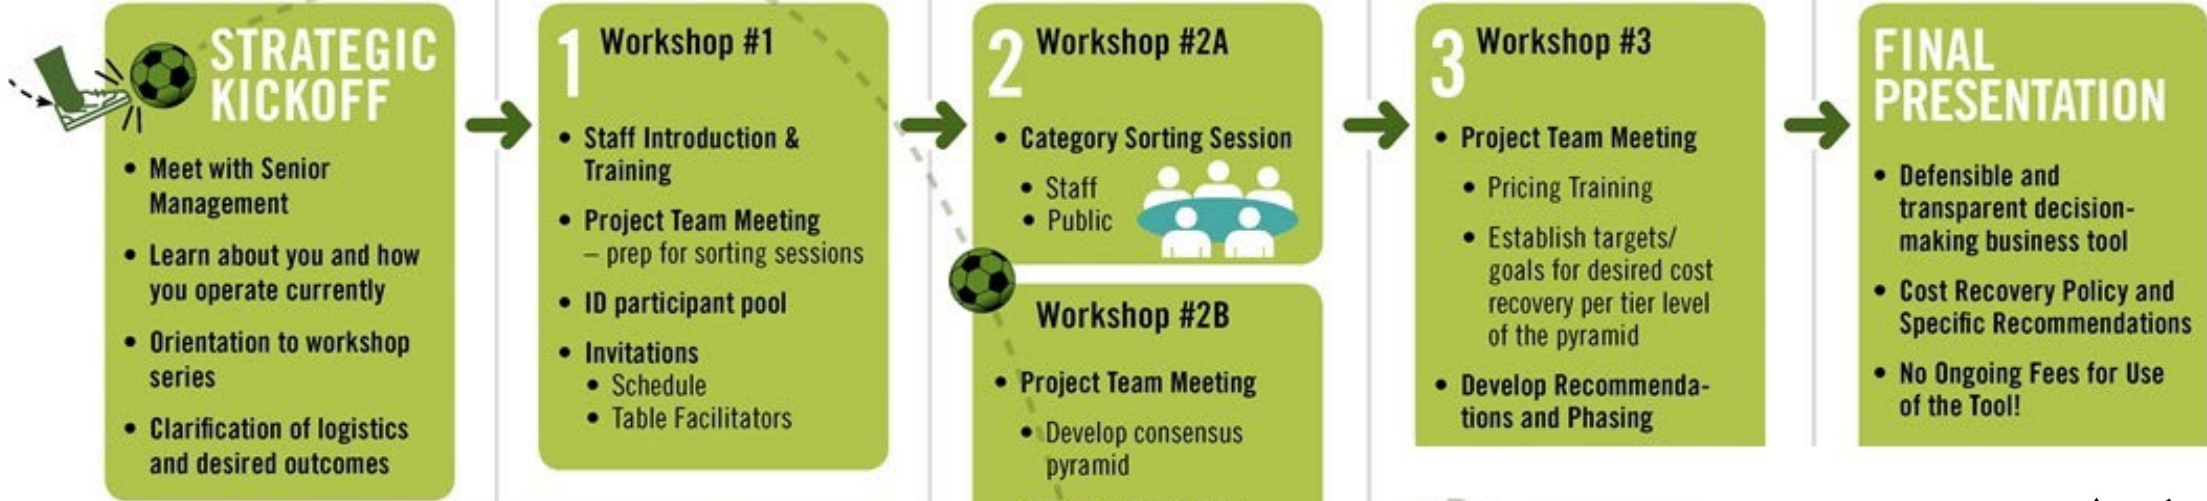 STRATEGIC
KICKOFF
• Meet with Senior
Management
• Learn about you and how
you operate currently
• Orientation to workshop
series
• Clarification of logistics
and desired outcomes
1 Workshop #1
• Staff Introduction &
Training
• Project Team Meeting
– prep for sorting sessions
• ID participant pool
• Invitations
• Schedule
• Table Facilitators
2 Workshop #2A
• Category Sorting Session
• Staff
• Public
Workshop #2B
• Project Team Meeting
• Develop consensus
pyramid
3 Workshop #3
• Project Team Meeting
• Pricing Training
• Establish targets/
goals for desired cost
recovery per tier level
of the pyramid
• Develop Recommenda-
tions and Phasing
FINAL
PRESENTATION
• Defensible and
transparent decision-
making business tool
• Cost Recovery Policy and
Specific Recommendations
• No Ongoing Fees for Use
of the Tool!